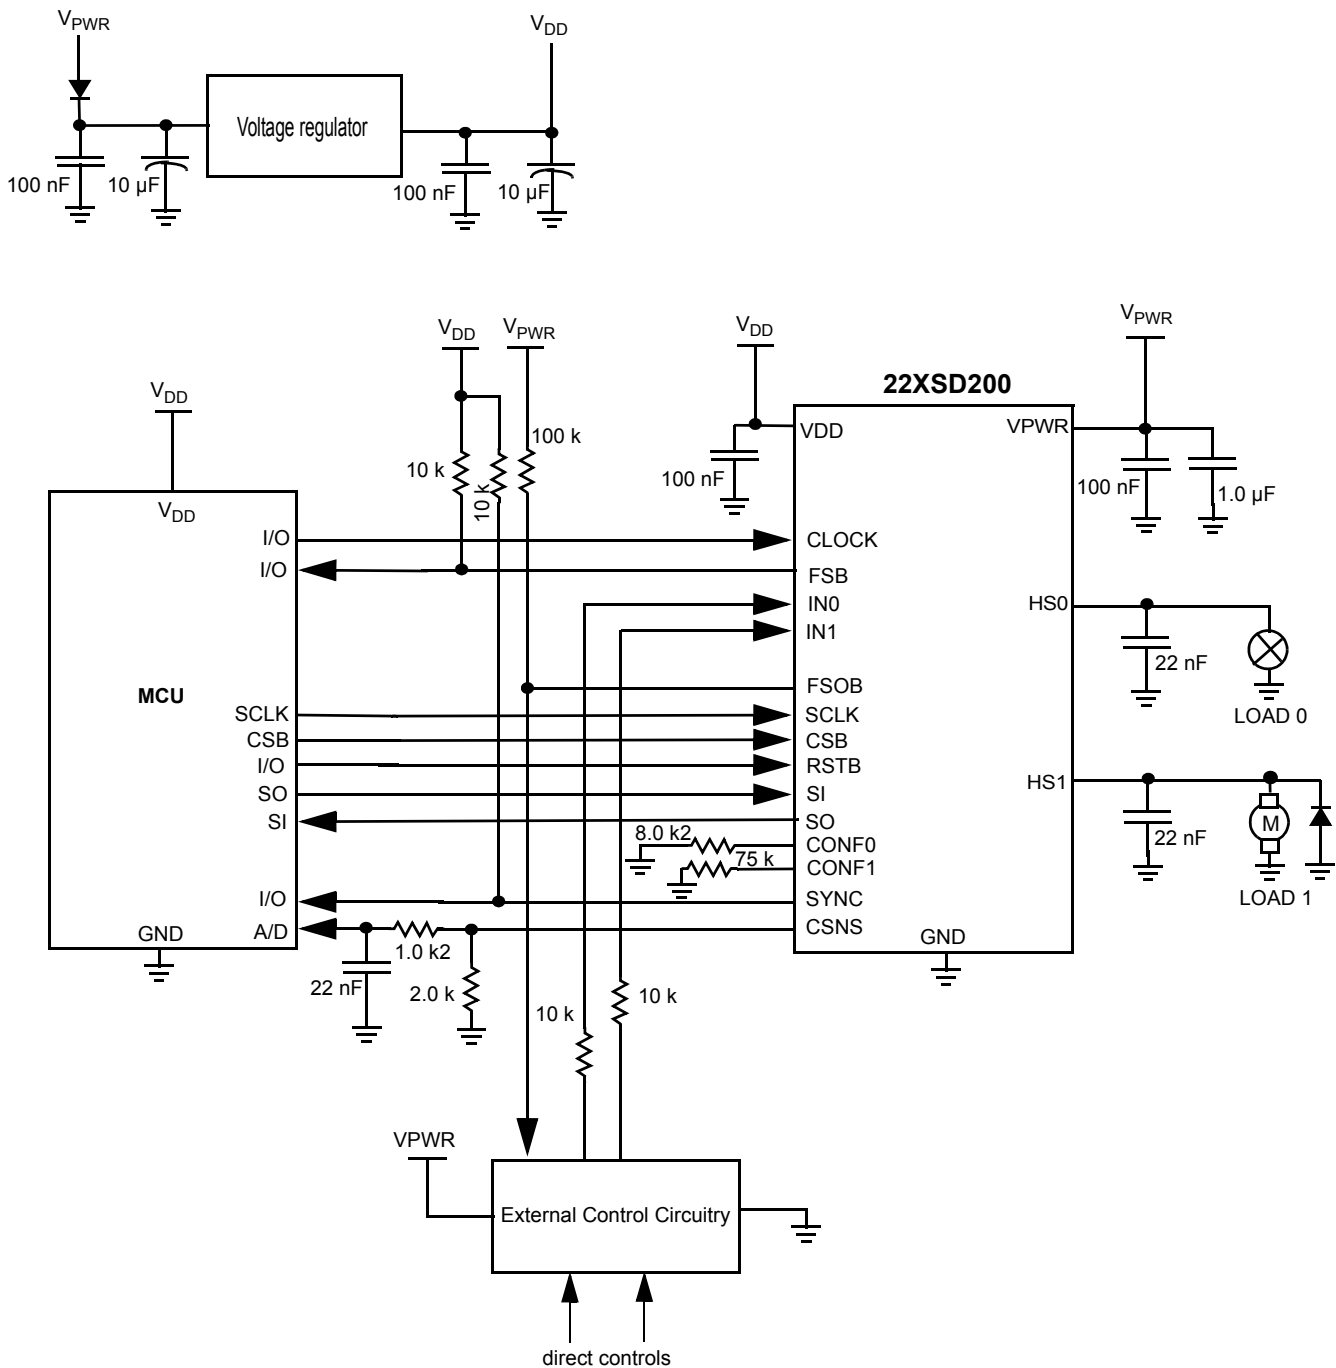 VPWR
VDD
Voltage regulator
100 nF
10 µF
100 nF
10 µF
VDD
VPWR
VDD
VPWR
22XSD200
VDD
100 k
10 k
10 k
VDD
VPWR
100 nF
100 nF
1.0 µF
VDD
I/O
CLOCK
I/O
FSB
IN0
HS0
IN1
22 nF
MCU
FSOB
LOAD 0
SCLK
SCLK
CSB
CSB
I/O
RSTB
HS1
SO
SI
SI
SO
22 nF
M
8.0 k2
CONF0
75 k
CONF1
I/O
SYNC
LOAD 1
A/D
CSNS
GND
GND
1.0 k2
22 nF
2.0 k
10 k
10 k
VPWR
External Control Circuitry
direct controls